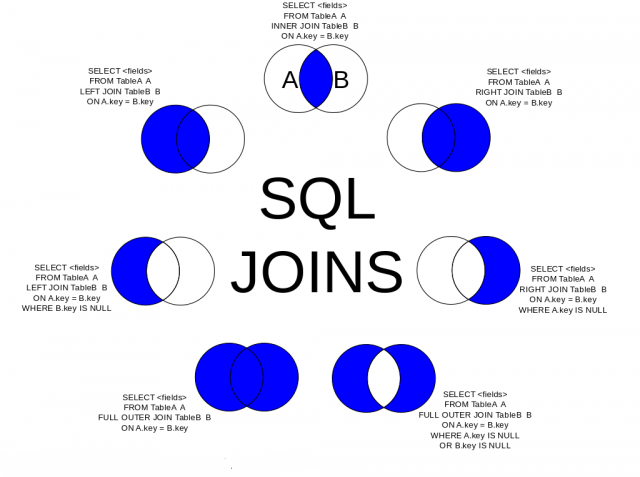 SELECT <fields>
FROM TableA A
INNER JOIN TableB B
ON A.key = B.key
A B
SELECT <fields>
FROM TableA A
LEFT JOIN TableB B
ON A.key = B.key
SELECT <fields>
FROM TableA A
RIGHT JOIN TableB B
ON A.key = B.key
SQL
JOINS
SELECT <fields>
FROM TableA A
LEFT JOIN TableB B
ON A.key = B.key
WHERE B.key IS NULL
SELECT <fields>
FROM TableA A
RIGHT JOIN TableB B
ON A.key = B.key
WHERE A.key IS NULL
SELECT <fields>
FROM TableA A
FULL OUTER JOIN TableB B
ON A.key = B.key
SELECT <fields>
FROM TableA A
FULL OUTER JOIN TableB B
ON A.key = B.key
WHERE A.key IS NULL
OR B.key IS NULL